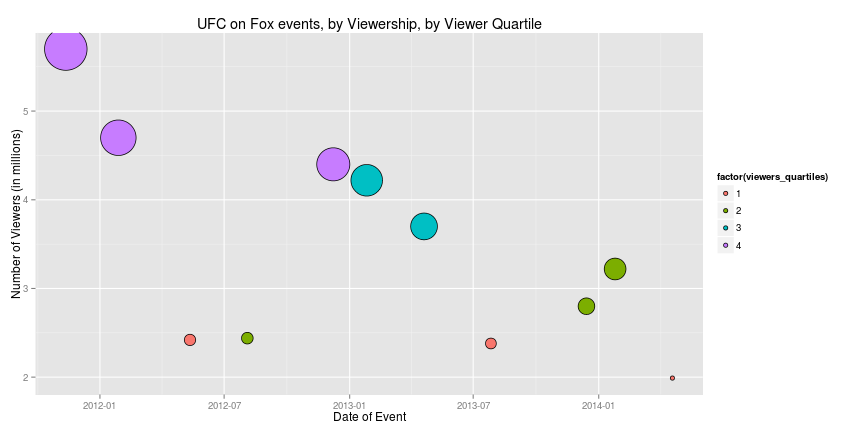 UFC on Fox events, by Viewership, by Viewer Quartile
Number of Viewers (in millions)
5
4
3
2
2012-01 2012-07 2013-01 2013-07 2014-01
Date of Event
factor(viewers_quartiles)
1
2
3
4